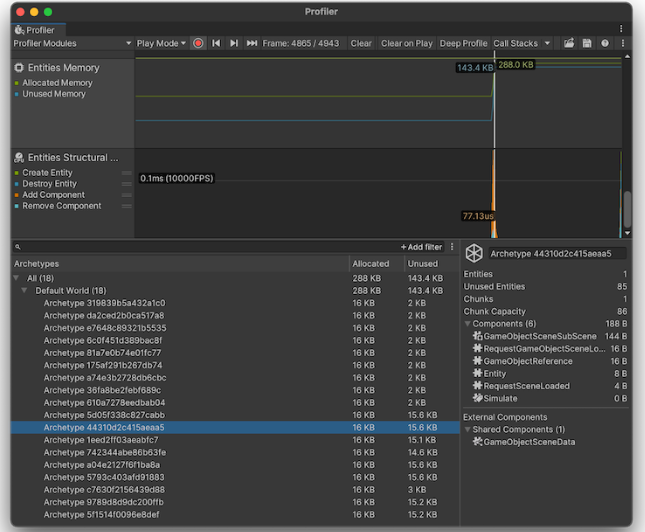 Profiler
Profiler
Profiler Modules Play Mode Frame: 4865 / 4943 Clear Clear on Play Deep Profile Call Stacks
Entities Memory
Allocated Memory
Unused Memory
143.4 KB 288.0 KB
Entities Structural ...
Create Entity
Destroy Entity
Add Component
Remove Component
0.1ms (10000FPS)
77.13us
+ Add filter
Archetypes Allocated Unused
All (18) 288 KB 143.4 KB
Default World (18) 288 KB 143.4 KB
Archetype 319839b5a432a1c0 16 KB 2 KB
Archetype da2ced2b0ca517a8 16 KB 2 KB
Archetype e7648c89321b5535 16 KB 2 KB
Archetype 6c0f451d389bac8f 16 KB 2 KB
Archetype 81a7e0b74e01fc77 16 KB 2 KB
Archetype 175af291b267db74 16 KB 2 KB
Archetype a74e3b2728db6cbc 16 KB 2 KB
Archetype 36fa8be2febf689c 16 KB 2 KB
Archetype 610a7278eedbab04 16 KB 2 KB
Archetype 5d05f338c827cabb 16 KB 15.6 KB
Archetype 44310d2c415aeaa5 16 KB 15.6 KB
Archetype 1eed2ff03aeabfc7 16 KB 15.1 KB
Archetype 742344abe86b63fe 16 KB 14.6 KB
Archetype a04e2127f6f1ba8a 16 KB 15.6 KB
Archetype 5793c403afd91883 16 KB 15.6 KB
Archetype c7630f2156439d88 16 KB 3 KB
Archetype 9789d8d9dc200ffb 16 KB 15.2 KB
Archetype 5f1514f0096e8def 16 KB 15.2 KB
Archetype 44310d2c415aeaa5
Entities 1
Unused Entities 85
Chunks 1
Chunk Capacity 86
Components (6) 188 B
GameObjectSceneSubScene 144 B
RequestGameObjectSceneLo... 16 B
GameObjectReference 16 B
Entity 8 B
RequestSceneLoaded 4 B
Simulate 0 B
External Components
Shared Components (1)
GameObjectSceneData